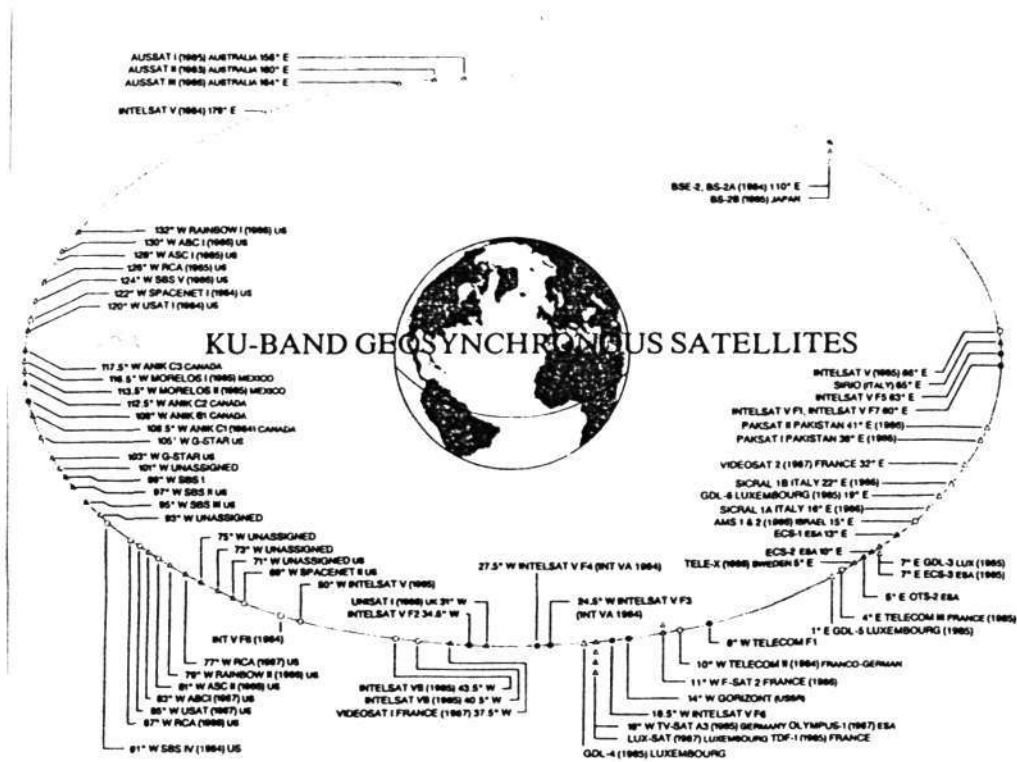 AUSSAT I (1985) AUSTRALIA 156° E
AUSSAT II (1985) AUSTRALIA 160° E
AUSSAT III (1986) AUSTRALIA 164° E
INTELSAT V (1984) 179° E
BSE-2, BS-2A (1984) 110° E
BS-2B (1985) JAPAN
132° W RAINBOW I (1986) US
130° W ABC I (1986) US
128° W ASC I (1985) US
126° W RCA (1985) US
124° W SBS V (1986) US
122° W SPACENET I (1984) US
120° W USAT I (1984) US
KU-BAND GEOSYNCHRONOUS SATELLITES
117.5° W ANIK C3 CANADA
116.5° W MORELOS I (1985) MEXICO
113.5° W MORELOS II (1985) MEXICO
112.5° W ANIK C2 CANADA
109° W ANIK B1 CANADA
108.5° W ANIK C1 (1984) CANADA
105° W G-STAR US
103° W G-STAR US
101° W UNASSIGNED
99° W SBS I
97° W SBS II US
95° W SBS III US
93° W UNASSIGNED
INTELSAT V (1985) 66° E
SIRIO (ITALY) 65° E
INTELSAT V F5 63° E
INTELSAT V F1, INTELSAT V F7 60° E
PAKSAT II PAKISTAN 41° E (1986)
PAKSAT I PAKISTAN 38° E (1986)
VIDEOSAT 2 (1987) FRANCE 32° E
SICRAL 1B ITALY 22° E (1986)
GDL-6 LUXEMBOURG (1985) 19° E
SICRAL 1A ITALY 16° E (1986)
AMS 1 & 2 (1986) ISRAEL 15° E
ECS-1 ESA 13° E
ECS-2 ESA 10° E
TELE-X (1986) SWEDEN 5° E
7° E GDL-3 LUX (1985)
7° E ECS-3 ESA (1985)
5° E OTS-2 ESA
4° E TELECOM III FRANCE (1985)
1° E GDL-5 LUXEMBOURG (1985)
75° W UNASSIGNED
73° W UNASSIGNED
71° W UNASSIGNED US
69° W SPACENET II US
50° W INTELSAT V (1985)
INT V F8 (1984)
27.5° W INTELSAT V F4 (INT VA 1984)
UNISAT I (1986) UK 31° W
INTELSAT V F2 34.5° W
24.5° W INTELSAT V F3
(INT VA 1984)
77° W RCA (1987) US
79° W RAINBOW II (1986) US
81° W ASC II (1986) US
83° W ABCI (1987) US
85° W USAT (1987) US
87° W RCA (1986) US
91° W SBS IV (1984) US
INTELSAT VB (1985) 43.5° W
INTELSAT VB (1985) 40.5° W
VIDEOSAT I FRANCE (1987) 37.5° W
8° W TELECOM F1
10° W TELECOM II (1984) FRANCO-GERMAN
11° W F-SAT 2 FRANCE (1986)
14° W GORIZONT (USSR)
18.5° W INTELSAT V F6
19° W TV-SAT A3 (1985) GERMANY OLYMPUS-1 (1987) ESA
LUX-SAT (1987) LUXEMBOURG TDF-1 (1985) FRANCE
GDL-4 (1985) LUXEMBOURG